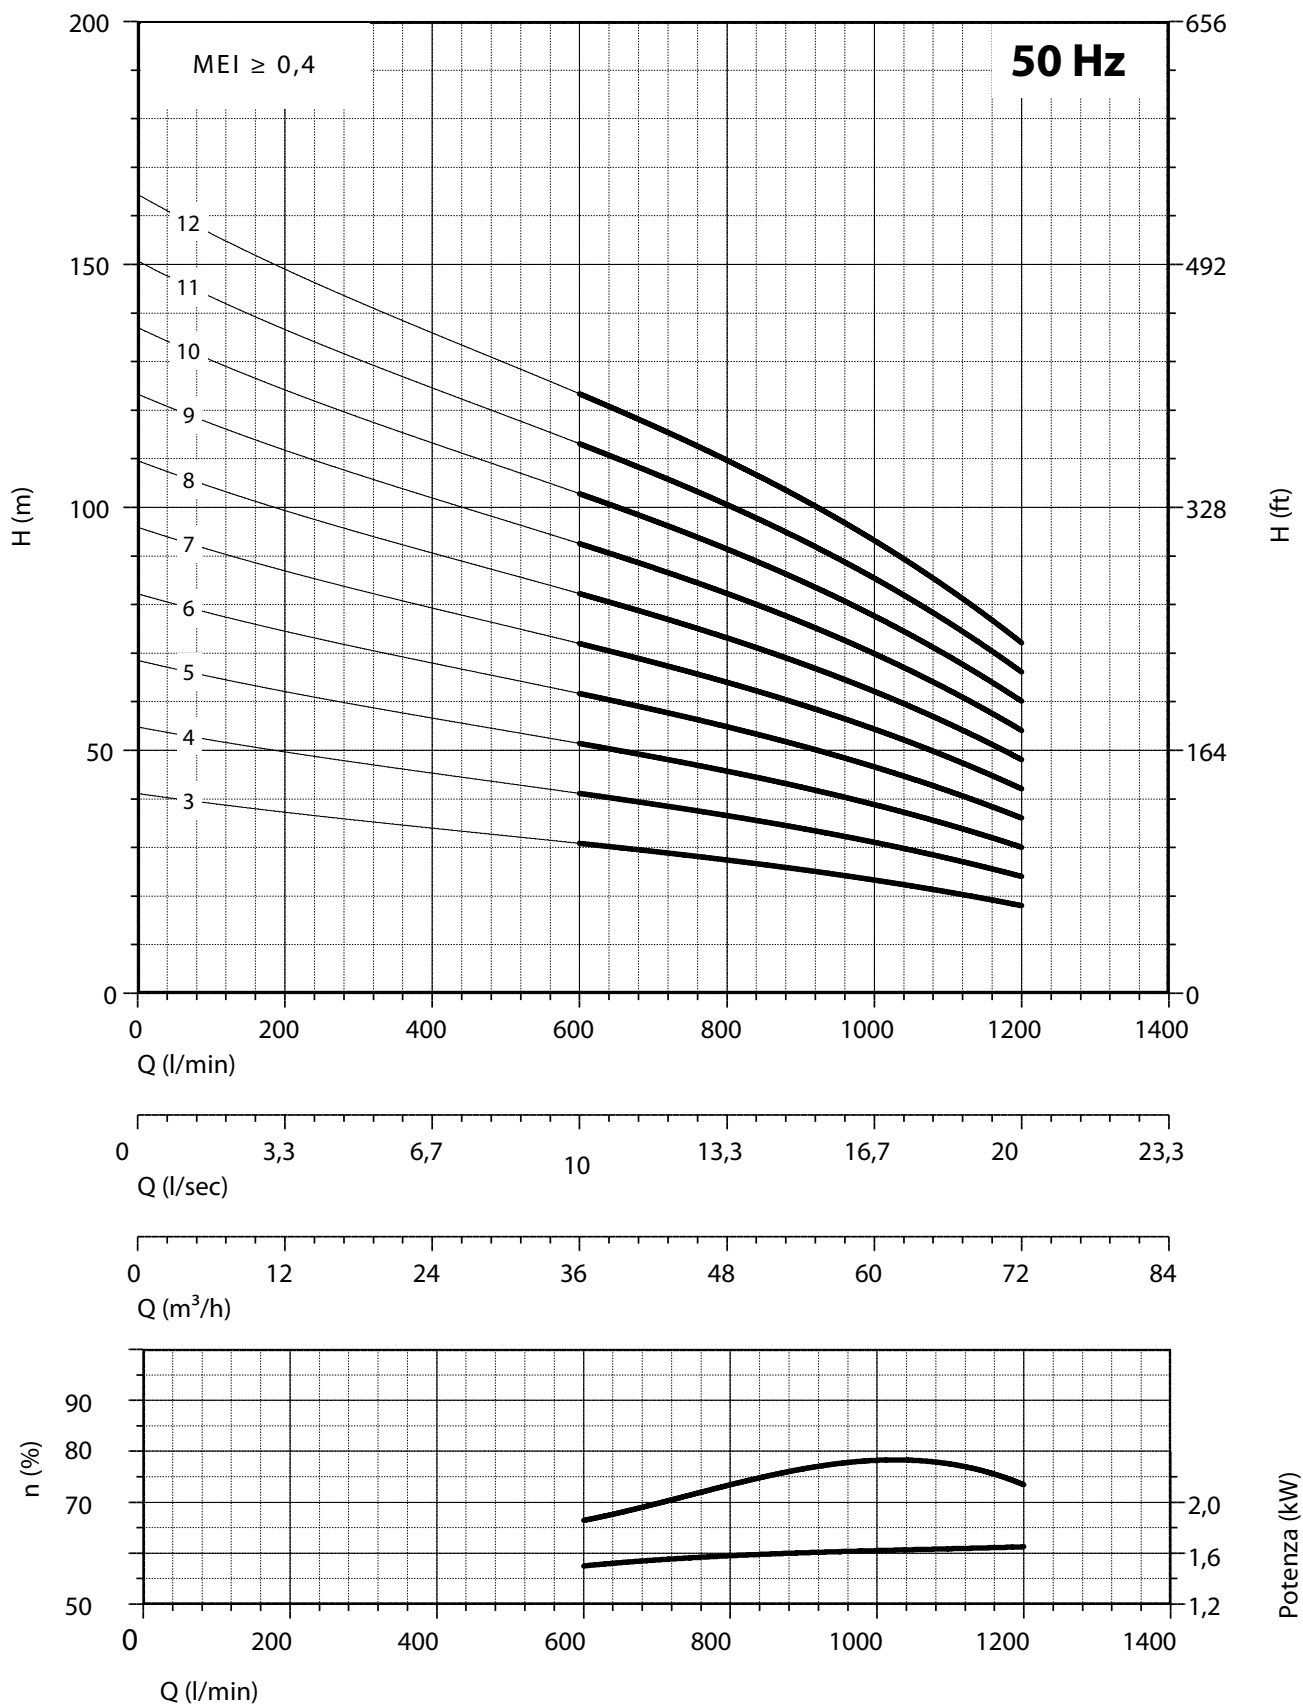 200
656
MEI ≥ 0,4
50 Hz
12
150
492
11
10
9
8
100
328
H (m)
H (ft)
7
6
5
4
50
164
3
0
0
0 200 400 600 800 1000 1200 1400
Q (l/min)
0 3,3 6,7 10 13,3 16,7 20 23,3
Q (l/sec)
0 12 24 36 48 60 72 84
Q (m³/h)
90
80
n (%)
70
2,0
Potenza (kW)
1,6
50
1,2
0 200 400 600 800 1000 1200 1400
Q (l/min)